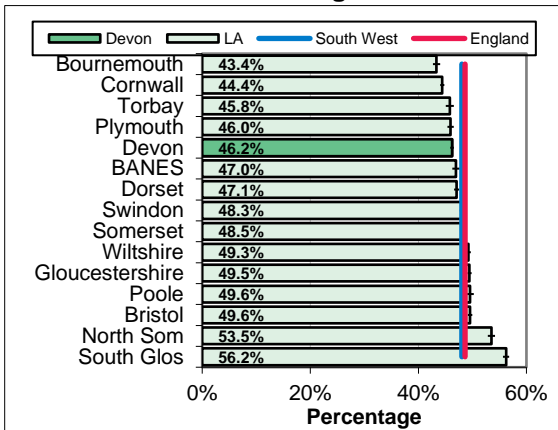 Devon LA South West England
Bournemouth 43.4%
Cornwall 44.4%
Torbay 45.8%
Plymouth 46.0%
Devon 46.2%
BANES 47.0%
Dorset 47.1%
Swindon 48.3%
Somerset 48.5%
Wiltshire 49.3%
Gloucestershire 49.5%
Poole 49.6%
Bristol 49.6%
North Som 53.5%
South Glos 56.2%
0% 20% 40% 60%
Percentage